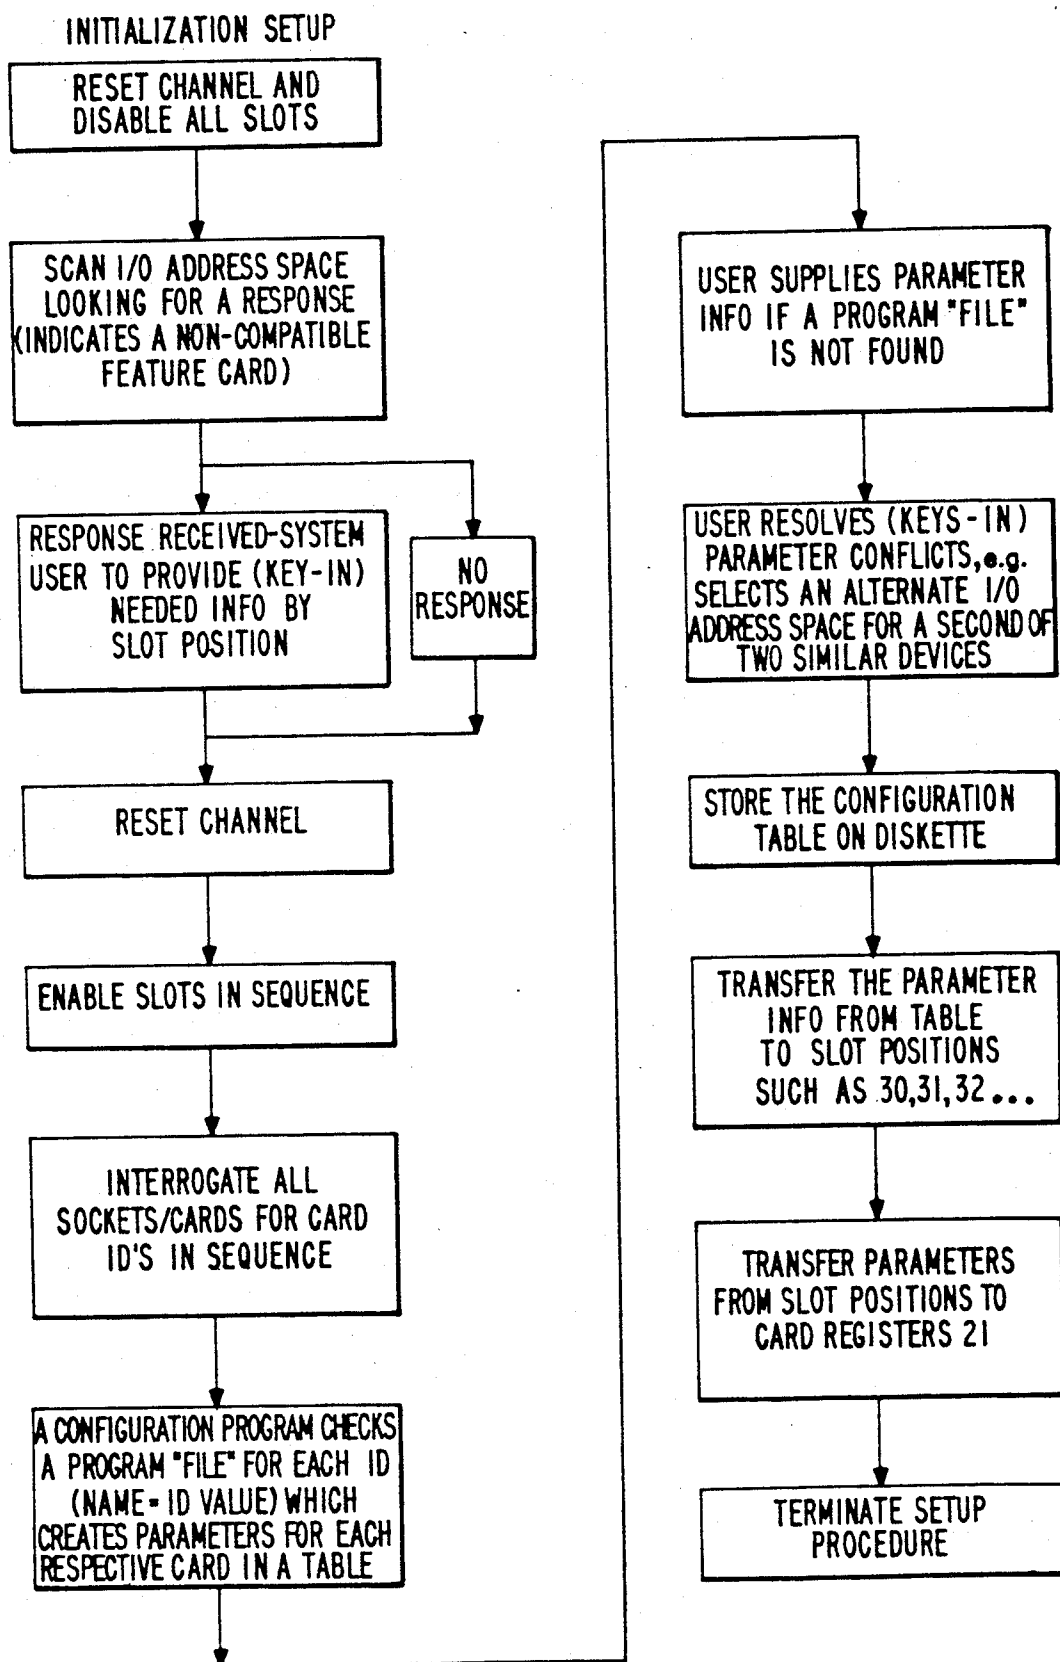 INITIALIZATION SETUP
RESET CHANNEL AND
DISABLE ALL SLOTS
SCAN I/O ADDRESS SPACE
LOOKING FOR A RESPONSE
(INDICATES A NON-COMPATIBLE
FEATURE CARD)
RESPONSE RECEIVED-SYSTEM
USER TO PROVIDE (KEY-IN)
NEEDED INFO BY
SLOT POSITION
NO
RESPONSE
RESET CHANNEL
ENABLE SLOTS IN SEQUENCE
INTERROGATE ALL
SOCKETS/CARDS FOR CARD
ID'S IN SEQUENCE
A CONFIGURATION PROGRAM CHECKS
A PROGRAM "FILE" FOR EACH ID
(NAME=ID VALUE) WHICH
CREATES PARAMETERS FOR EACH
RESPECTIVE CARD IN A TABLE
USER SUPPLIES PARAMETER
INFO IF A PROGRAM "FILE"
IS NOT FOUND
USER RESOLVES (KEYS-IN)
PARAMETER CONFLICTS, e.g.
SELECTS AN ALTERNATE I/O
ADDRESS SPACE FOR A SECOND OF
TWO SIMILAR DEVICES
STORE THE CONFIGURATION
TABLE ON DISKETTE
TRANSFER THE PARAMETER
INFO FROM TABLE
TO SLOT POSITIONS
SUCH AS 30,31,32...
TRANSFER PARAMETERS
FROM SLOT POSITIONS TO
CARD REGISTERS 21
TERMINATE SETUP
PROCEDURE